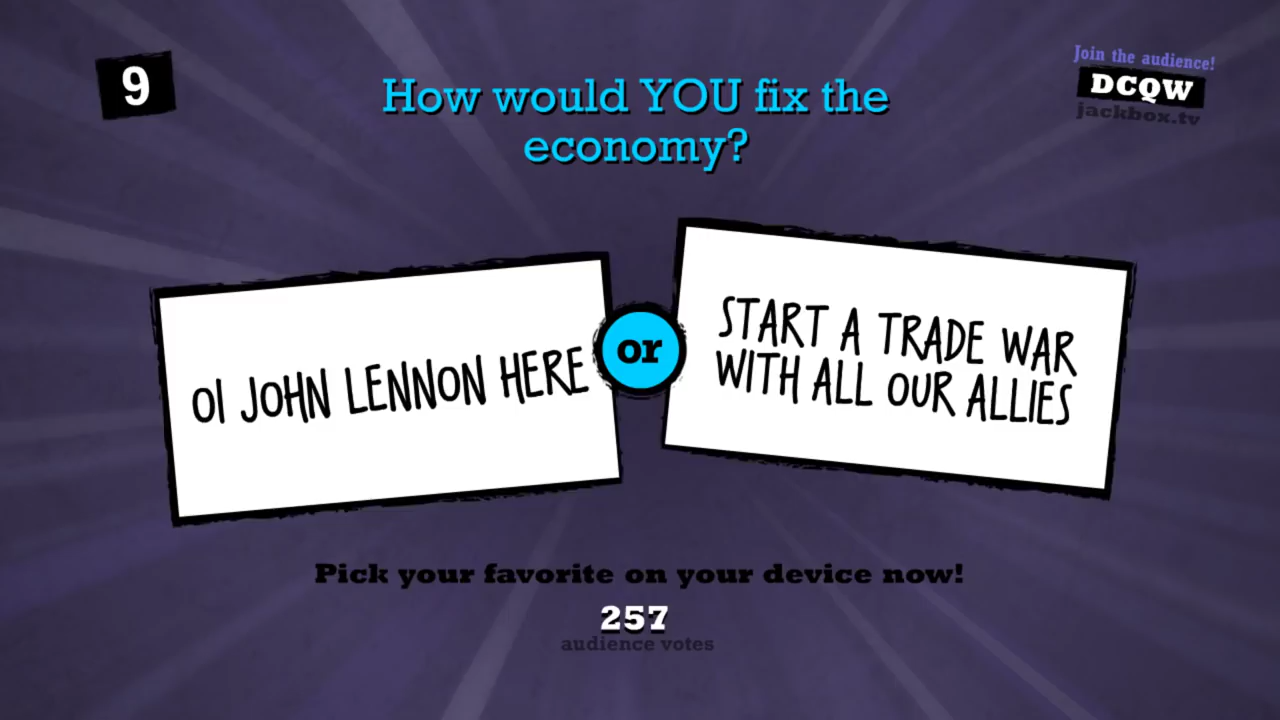 9
Join the audience!
DCQW
jackbox.tv
How would YOU fix the
economy?
OI JOHN LENNON HERE
or
START A TRADE WAR
WITH ALL OUR ALLIES
Pick your favorite on your device now!
257
audience votes